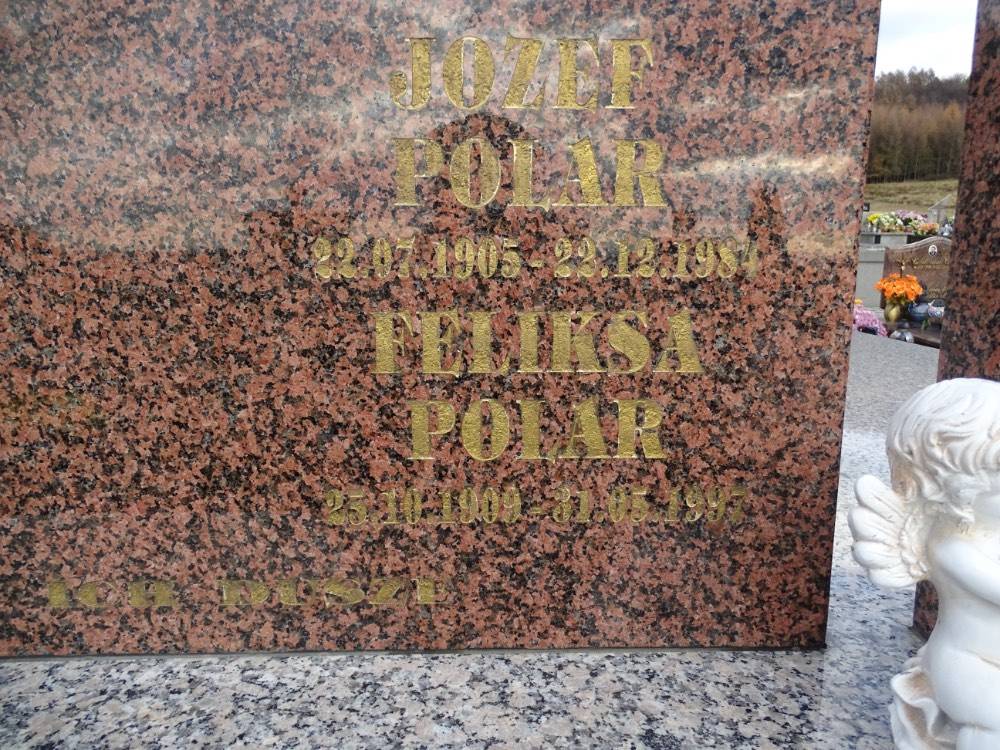 JOZEF
POLAR
22.07.1905 - 22.12.1984
FELIKSA
POLAR
25.10.1909 - 31.05.1997
ICH DUSZE